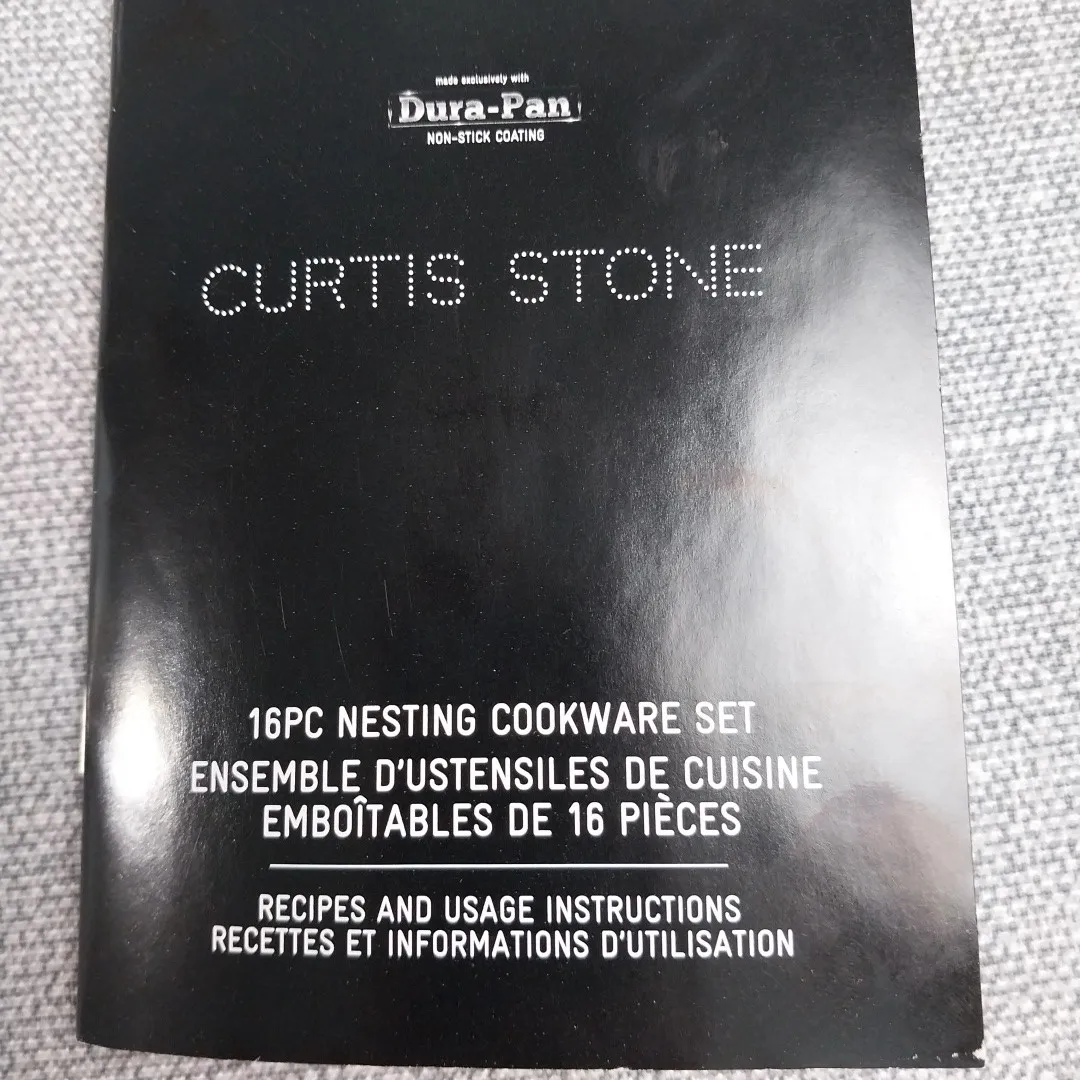 made exclusively with
Dura-Pan
NON-STICK COATING
CURTIS STONE
16PC NESTING COOKWARE SET
ENSEMBLE D'USTENSILES DE CUISINE
EMBOÎTABLES DE 16 PIÈCES
RECIPES AND USAGE INSTRUCTIONS
RECETTES ET INFORMATIONS D'UTILISATION